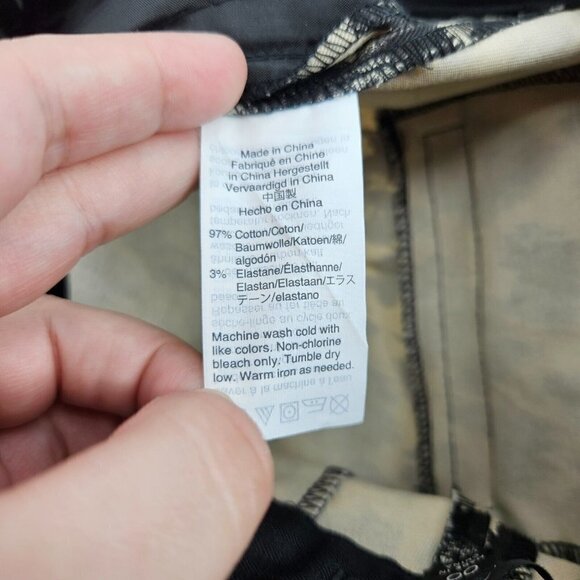 Made in China
Fabriqué en Chine
in China Hergestellt
Vervaardigd in China
中国製
Hecho en China
97% Cotton/Coton/
Baumwolle/Katoen/綿/
algodón
3% Elastane/Élasthanne/
Elastan/Elastaan/エラス
テーン/elastano
Machine wash cold with
like colors. Non-chlorine
bleach only. Tumble dry
low. Warm iron as needed.